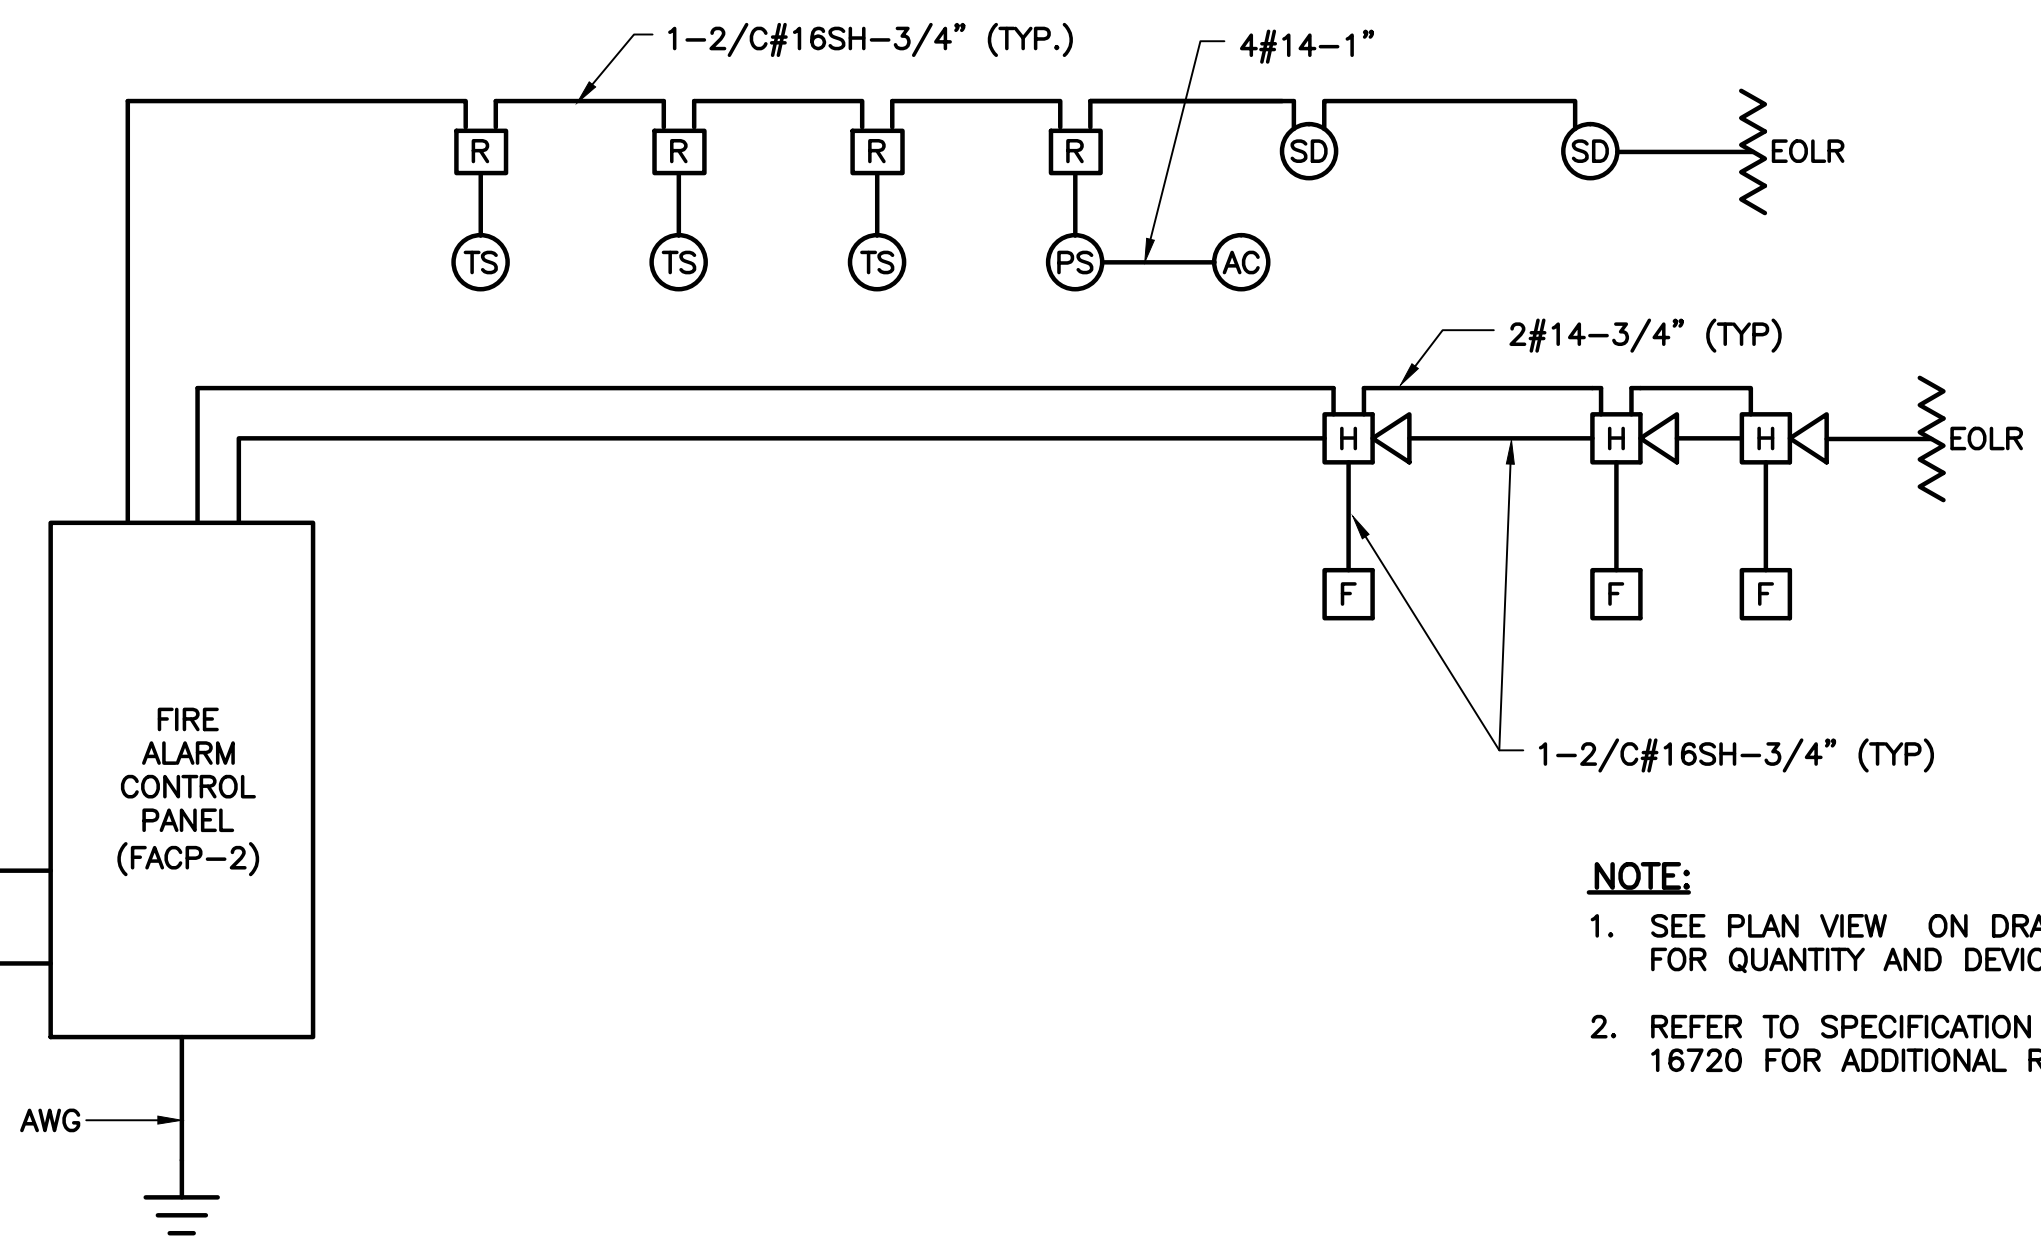 1-2/C#16SH-3/4" (TYP.)
4#14-1"
R R R R SD SD EOLR
TS TS TS PS AC
2#14-3/4" (TYP)
H H H EOLR
F F F
1-2/C#16SH-3/4" (TYP)
FIRE
ALARM
CONTROL
PANEL
(FACP-2)
AWG
NOTE:
1. SEE PLAN VIEW ON
FOR QUANTITY AND
2. REFER TO SPECIFICATION
16720 FOR ADDITIONAL